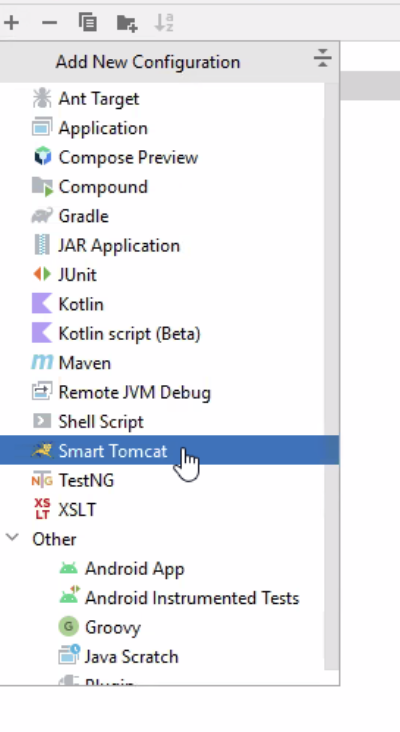 Add New Configuration
Ant Target
Application
Compose Preview
Compound
Gradle
JAR Application
JUnit
Kotlin
Kotlin script (Beta)
Maven
Remote JVM Debug
Shell Script
Smart Tomcat
TestNG
XSLT
Other
Android App
Android Instrumented Tests
Groovy
Java Scratch